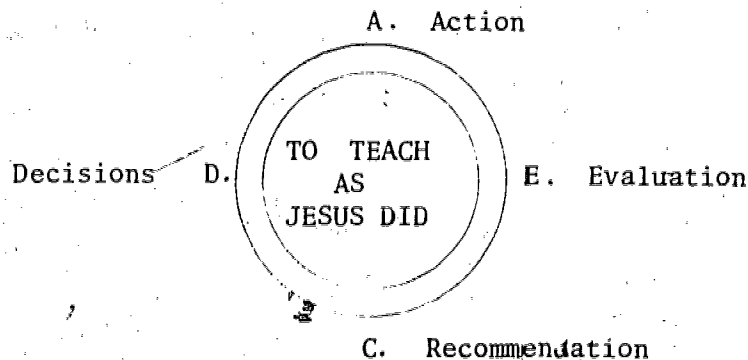 A. Action
TO TEACH
Decisions D. AS E. Evaluation
JESUS DID
C. Recommendation